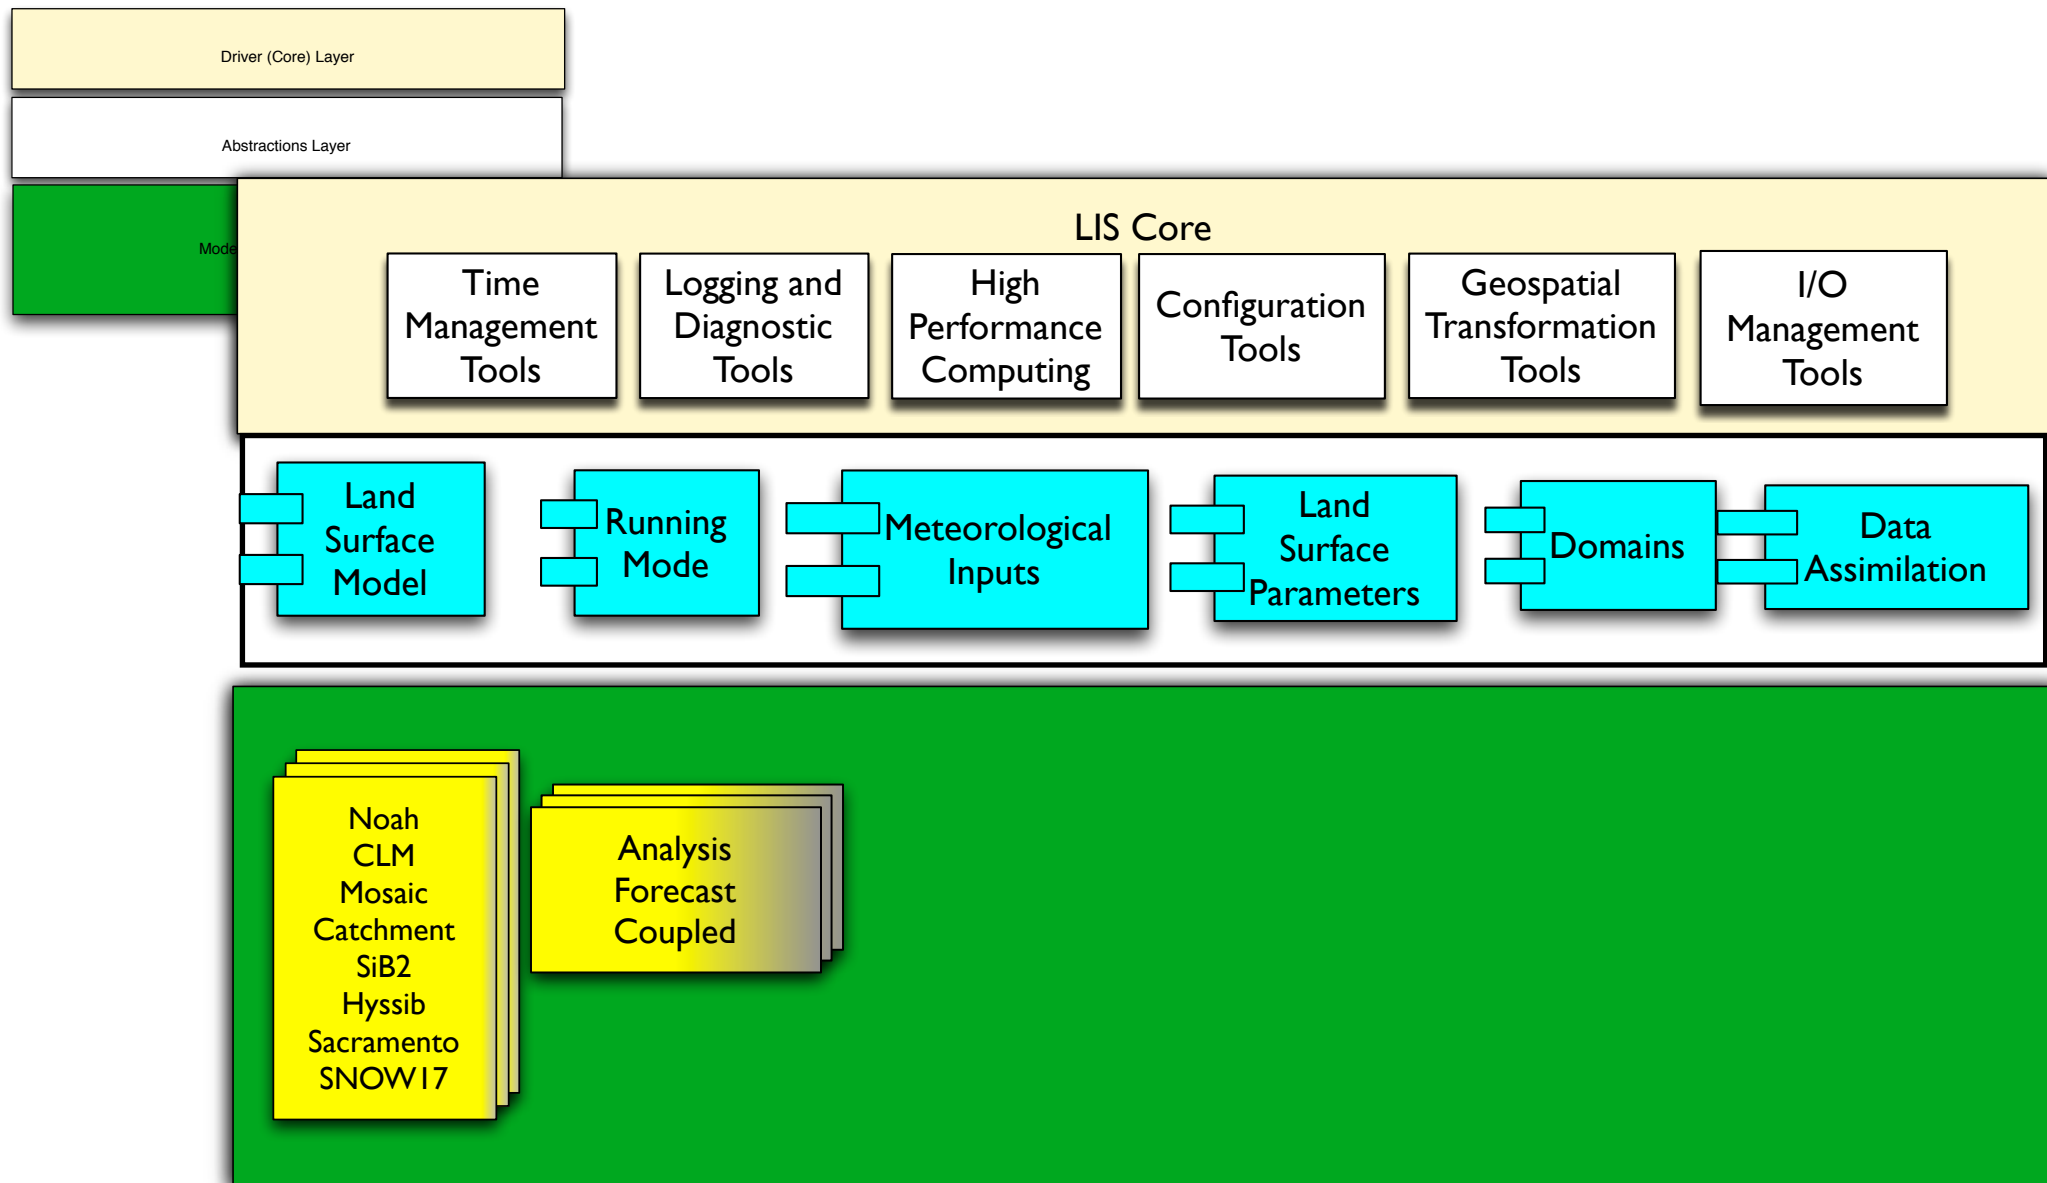 Driver (Core) Layer
Abstractions Layer
Mode
LIS Core
Time
Management
Tools
Logging and
Diagnostic
Tools
High
Performance
Computing
Configuration
Tools
Geospatial
Transformation
Tools
I/O
Management
Tools
Land
Surface
Model
Running
Mode
Meteorological
Inputs
Land
Surface
Parameters
Domains
Data
Assimilation
Noah
CLM
Mosaic
Catchment
SiB2
Hyssib
Sacramento
SNOW17
Analysis
Forecast
Coupled